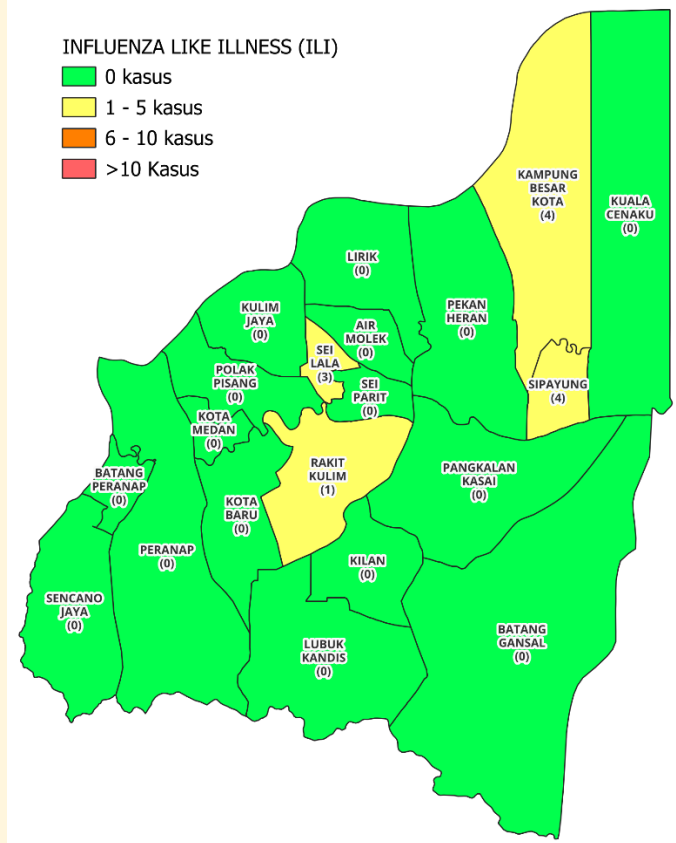 INFLUENZA LIKE ILLNESS (ILI)
0 kasus
1 - 5 kasus
6 - 10 kasus
>10 Kasus
KAMPUNG
BESAR
KOTA
(4)
KUALA
CENAKU
(0)
LIRIK
(0)
PEKAN
HERAN
(0)
KULIM
JAYA
(0)
AIR
MOLEK
(0)
SEI
LALA
(3)
POLAK
PISANG
(0)
SEI
PARIT
(0)
SIPAYUNG
(4)
KOTA
MEDAN
(0)
RAKIT
KULIM
(1)
PANGKALAN
KASAI
(0)
BATANG
PERANAP
(0)
KOTA
BARU
(0)
PERANAP
(0)
KILAN
(0)
SENCANO
JAYA
(0)
BATANG
GANSAL
(0)
LUBUK
KANDIS
(0)